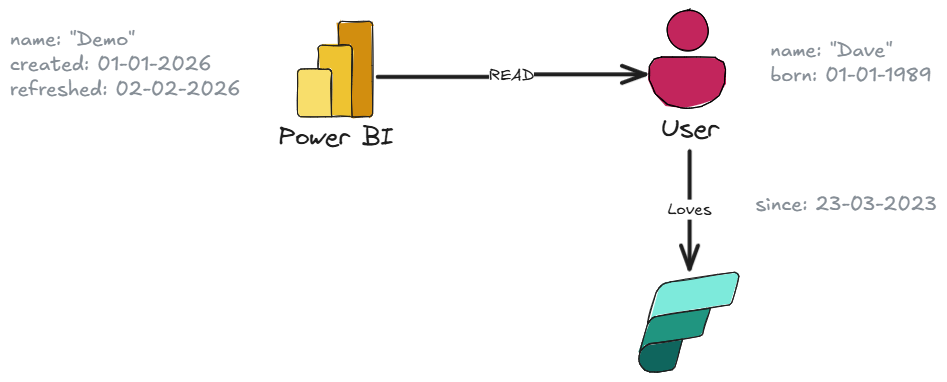 name: "Demo"
created: 01-01-2026
refreshed: 02-02-2026
Power BI
READ
User
name: "Dave"
born: 01-01-1989
Loves
since: 23-03-2023